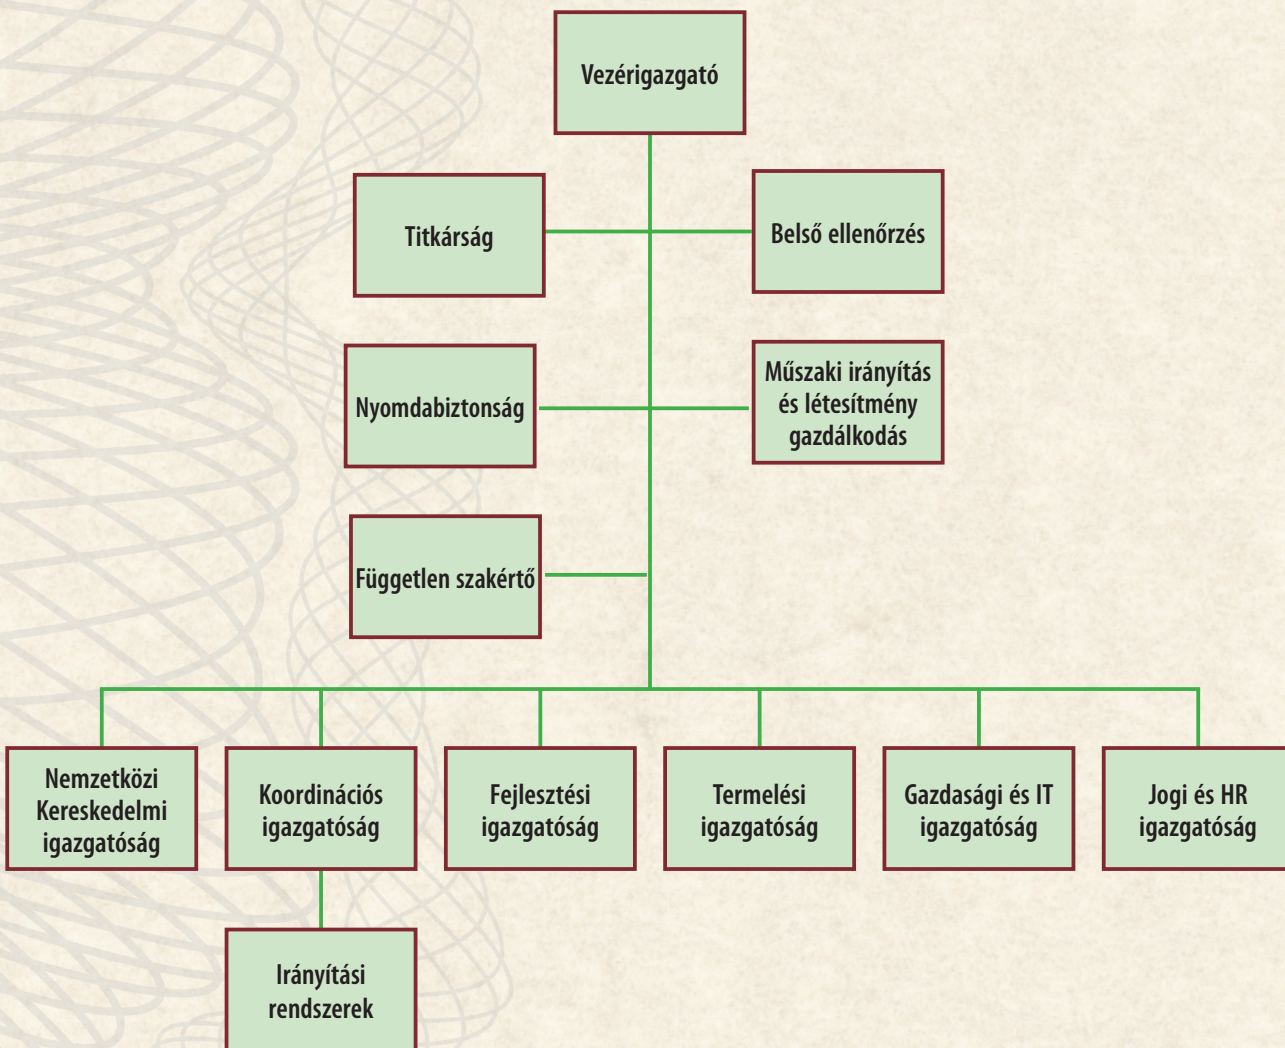 Vezérigazgató
Titkárság
Belső ellenőrzés
Nyomdabiztonság
Műszaki irányítás
és létesítmény
gazdálkodás
Független szakértő
Nemzetközi
Kereskedelmi
igazgatóság
Koordinációs
igazgatóság
Fejlesztési
igazgatóság
Termelési
igazgatóság
Gazdasági és IT
igazgatóság
Jogi és HR
igazgatóság
Irányítási
rendszerek